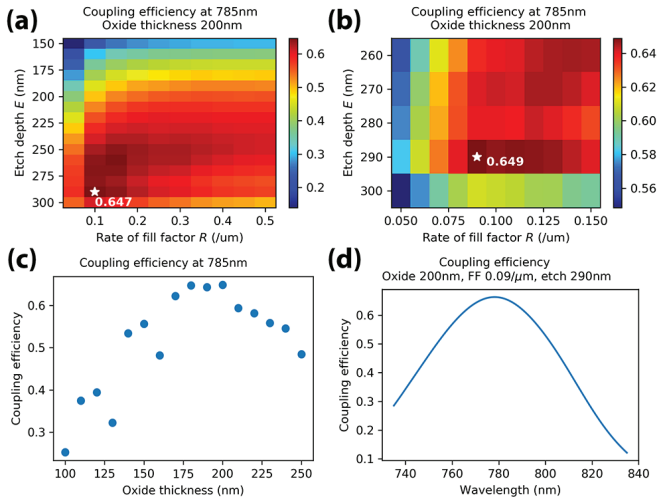 (a)
Coupling efficiency at 785nm
Oxide thickness 200nm
Etch depth E (nm)
150
175
200
225
250
275
300
0.647
0.1 0.2 0.3 0.4 0.5
Rate of fill factor R (/um)
0.6
0.5
0.4
0.3
0.2
(b)
Coupling efficiency at 785nm
Oxide thickness 200nm
Etch depth E (nm)
260
270
280
290
300
0.649
0.050 0.075 0.100 0.125 0.150
Rate of fill factor R (/um)
0.64
0.62
0.60
0.58
0.56
(c)
Coupling efficiency at 785nm
Coupling efficiency
0.6
0.5
0.4
0.3
100 125 150 175 200 225 250
Oxide thickness (nm)
(d)
Coupling efficiency
Oxide 200nm, FF 0.09/μm, etch 290nm
Coupling efficiency
0.6
0.5
0.4
0.3
0.2
0.1
740 760 780 800 820 840
Wavelength (nm)